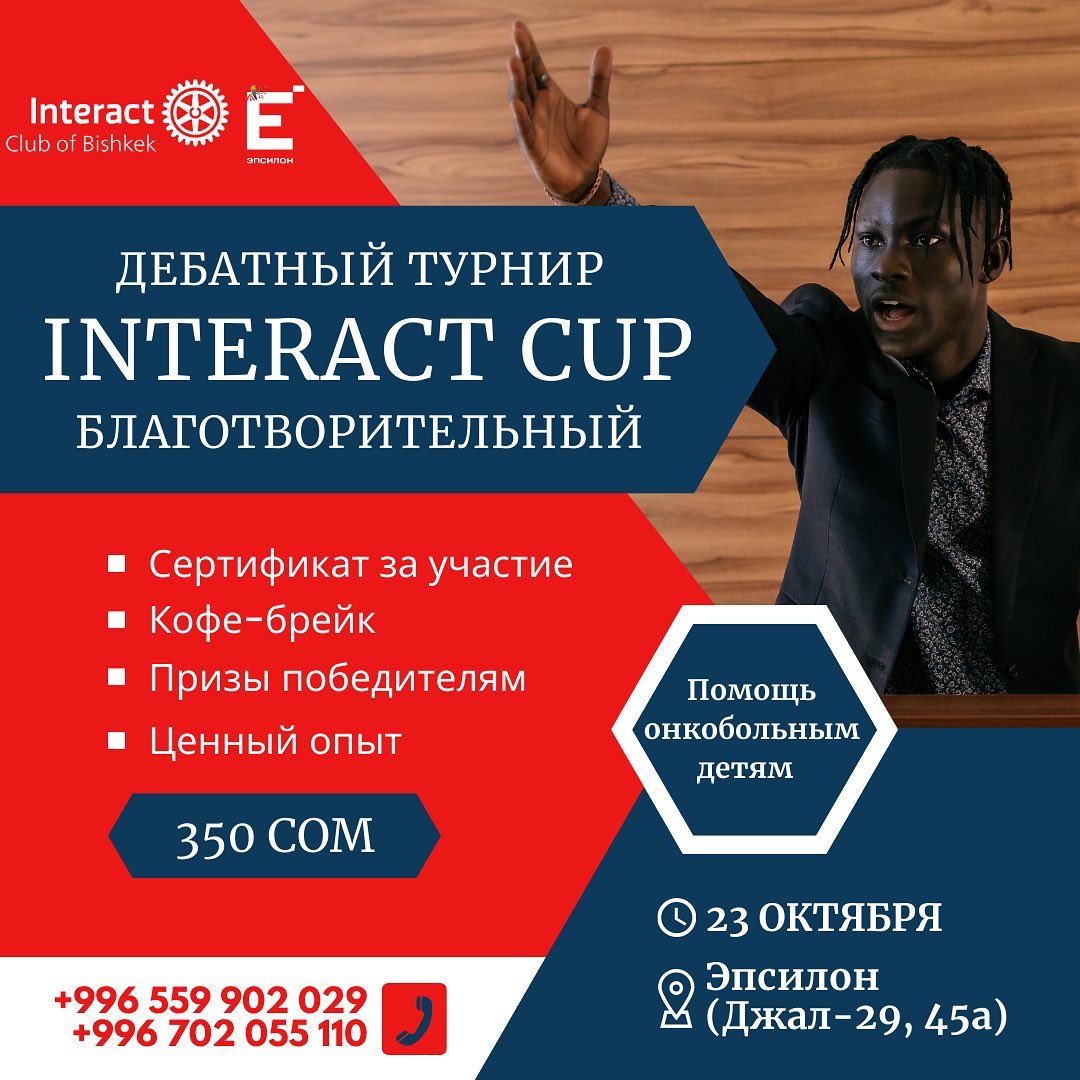 Interact
Club of Bishkek
Е
ЭПСИЛОН
ДЕБАТНЫЙ ТУРНИР
INTERACT CUP
БЛАГОТВОРИТЕЛЬНЫЙ
Сертификат за участие
Кофе-брейк
Призы победителям
Ценный опыт
350 СОМ
Помощь
онкобольным
детям
23 ОКТЯБРЯ
Эпсилон
(Джал-29, 45а)
+996 559 902 029
+996 702 055 110